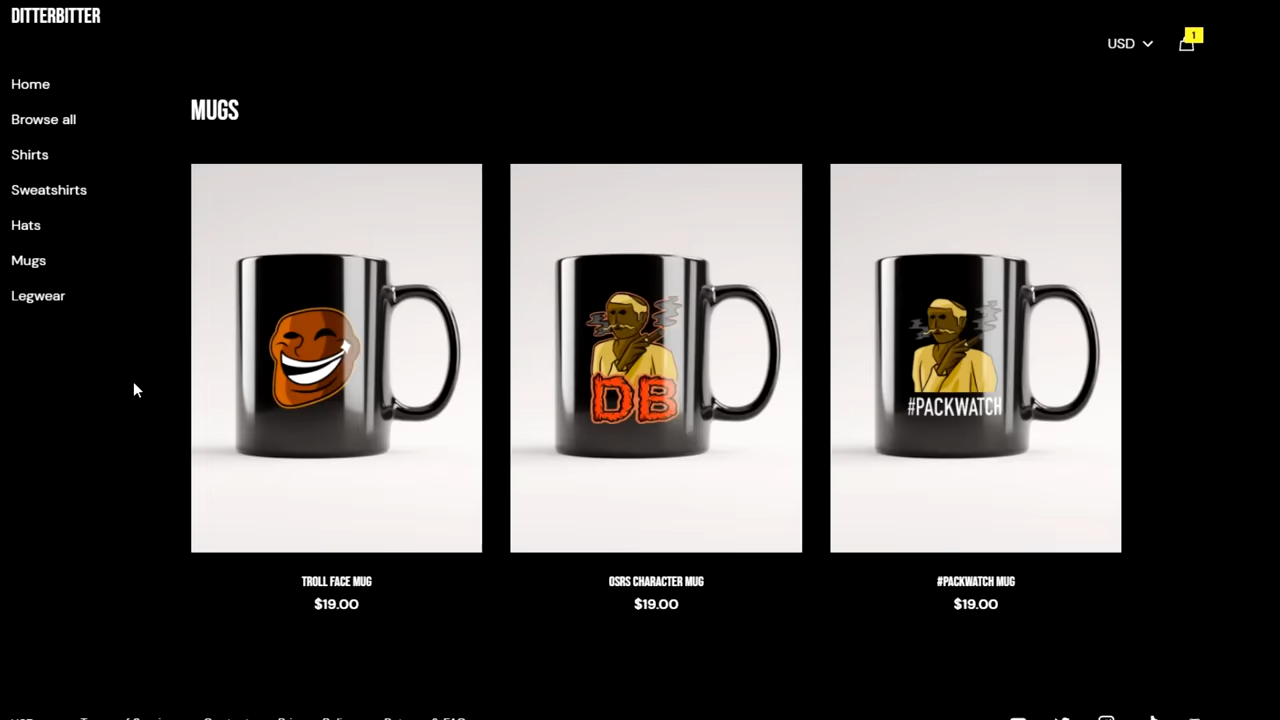 DITTERBITTER
USD
1
Home
Browse all
Shirts
Sweatshirts
Hats
Mugs
Legwear
MUGS
DB
#PACKWATCH
TROLL FACE MUG
$19.00
OSRS CHARACTER MUG
$19.00
#PACKWATCH MUG
$19.00